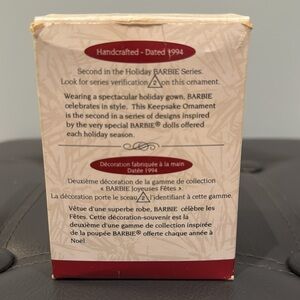 Handcrafted - Dated 1994
Second in the Holiday BARBIE Series.
Look for series verification 2 on this ornament.
Wearing a spectacular holiday gown, BARBIE
celebrates in style. This Keepsake Ornament
is the second in a series of designs inspired
by the very special BARBIE® dolls offered
each holiday season.
Décoration fabriquée à la main
Datée 1994
Deuxième décoration de la gamme de collection
« BARBIE Joyeuses Fêtes »
La décoration porte le sceau 2 l'identifiant à cette gamme.
Vêtue d'une superbe robe, BARBIE célèbre les
Fêtes. Cette décoration-souvenir est la
deuxième d'une gamme de collection inspirée
de la poupée BARBIE® offerte chaque année à
Noël.